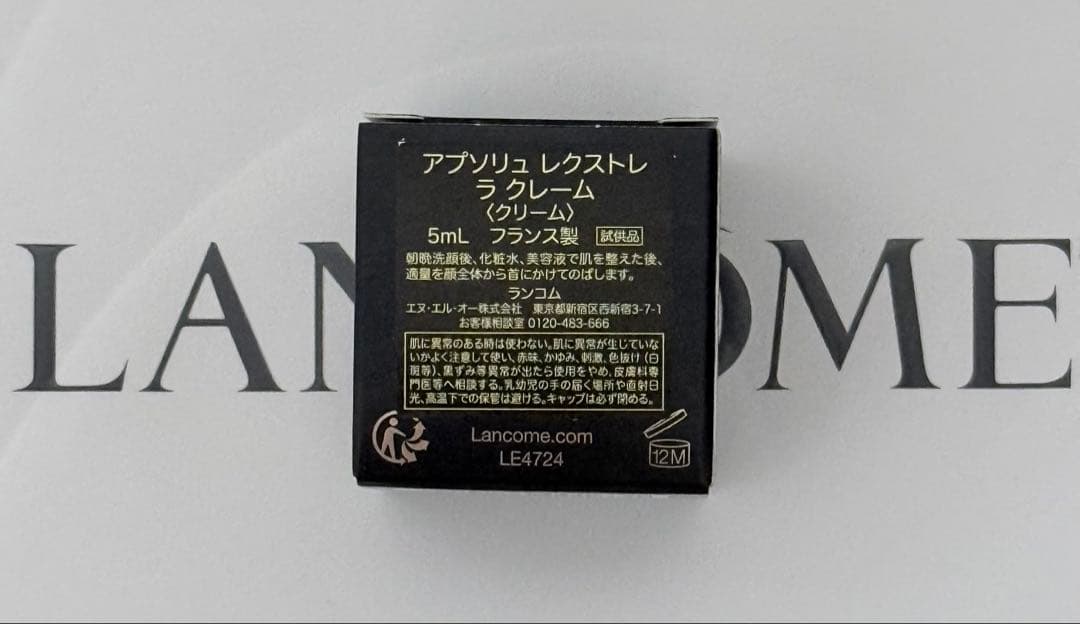 LANCOME
アプソリュ レクストレ
ラ クレーム
〈クリーム〉
5mL フランス製 試供品
朝晩洗顔後、化粧水、美容液で肌を整えた後、
適量を顔全体から首にかけてのばします。
ランコム
エヌ・エル・オー株式会社 東京都新宿区西新宿3-7-1
お客様相談室 0120-483-666
肌に異常のある時は使わない。肌に異常が生じていな
いかよく注意して使い、赤味、かゆみ、刺激、色抜け(白
斑等)、黒ずみ等異常が出たら使用をやめ、皮膚科専
門医等へ相談する。乳幼児の手の届く場所や直射日
光、高温下での保管は避ける。キャップは必ず閉める。
Lancome.com
LE4724
12M